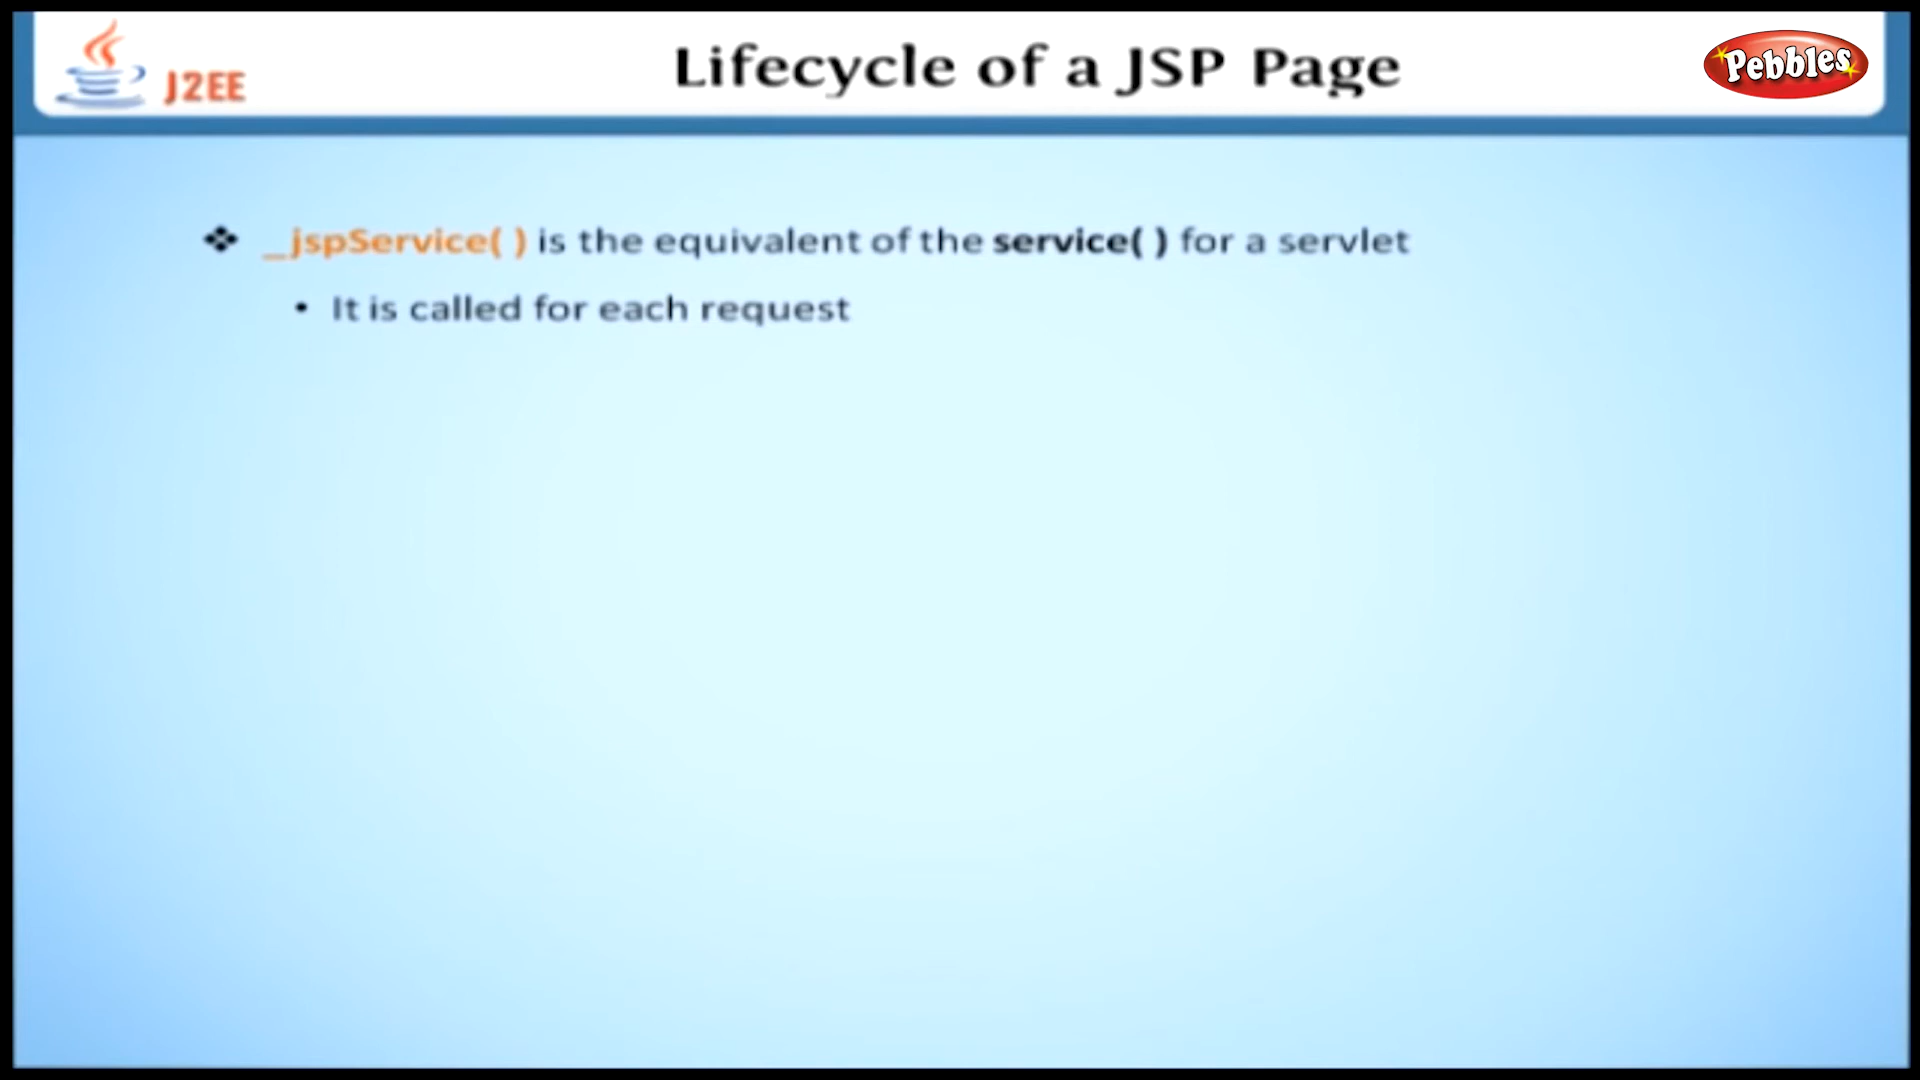 J2EE
Lifecycle of a JSP Page
Pebbles
❖ _jspService( ) is the equivalent of the service( ) for a servlet
• It is called for each request